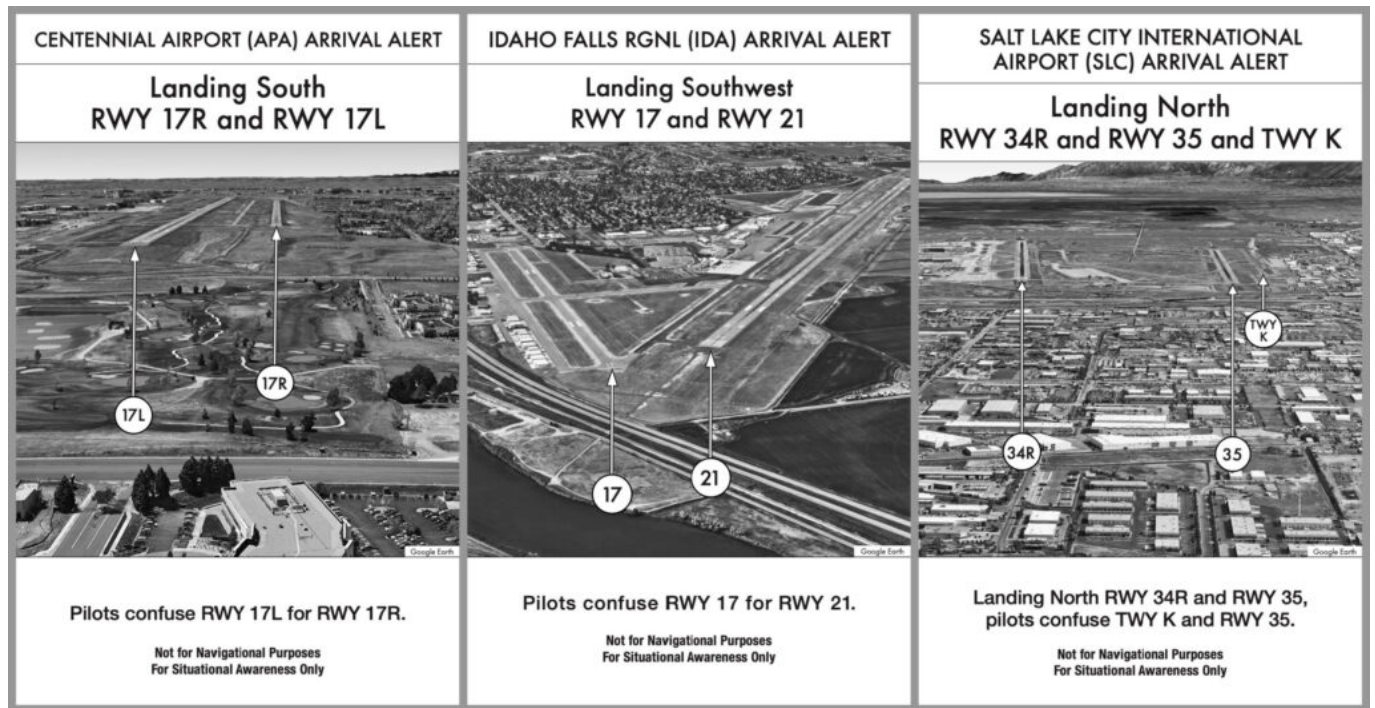 CENTENNIAL AIRPORT (APA) ARRIVAL ALERT
Landing South
RWY 17R and RWY 17L
17L
17R
Google Earth
Pilots confuse RWY 17L for RWY 17R.
Not for Navigational Purposes
For Situational Awareness Only
IDAHO FALLS RGNL (IDA) ARRIVAL ALERT
Landing Southwest
RWY 17 and RWY 21
17
21
Google Earth
Pilots confuse RWY 17 for RWY 21.
Not for Navigational Purposes
For Situational Awareness Only
SALT LAKE CITY INTERNATIONAL
AIRPORT (SLC) ARRIVAL ALERT
Landing North
RWY 34R and RWY 35 and TWY K
TWY
K
34R
35
Google Earth
Landing North RWY 34R and RWY 35,
pilots confuse TWY K and RWY 35.
Not for Navigational Purposes
For Situational Awareness Only